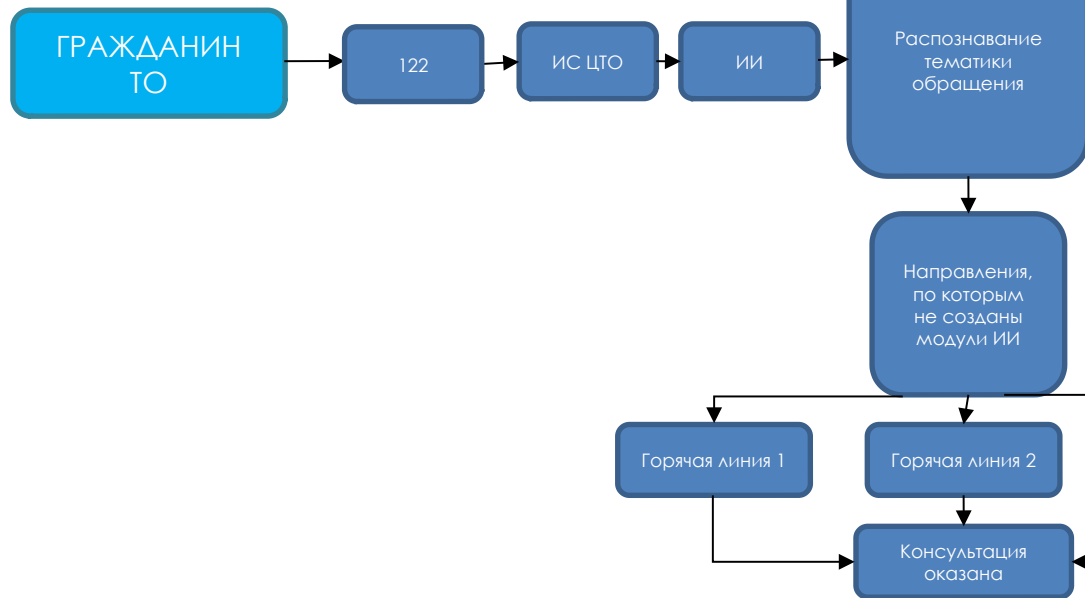 ГРАЖДАНИН
ТО
122
ИС ЦТО
ИИ
Распознавание
тематики
обращения
Направления,
по которым
не созданы
модули ИИ
Горячая линия 1
Горячая линия 2
Консультация
оказана